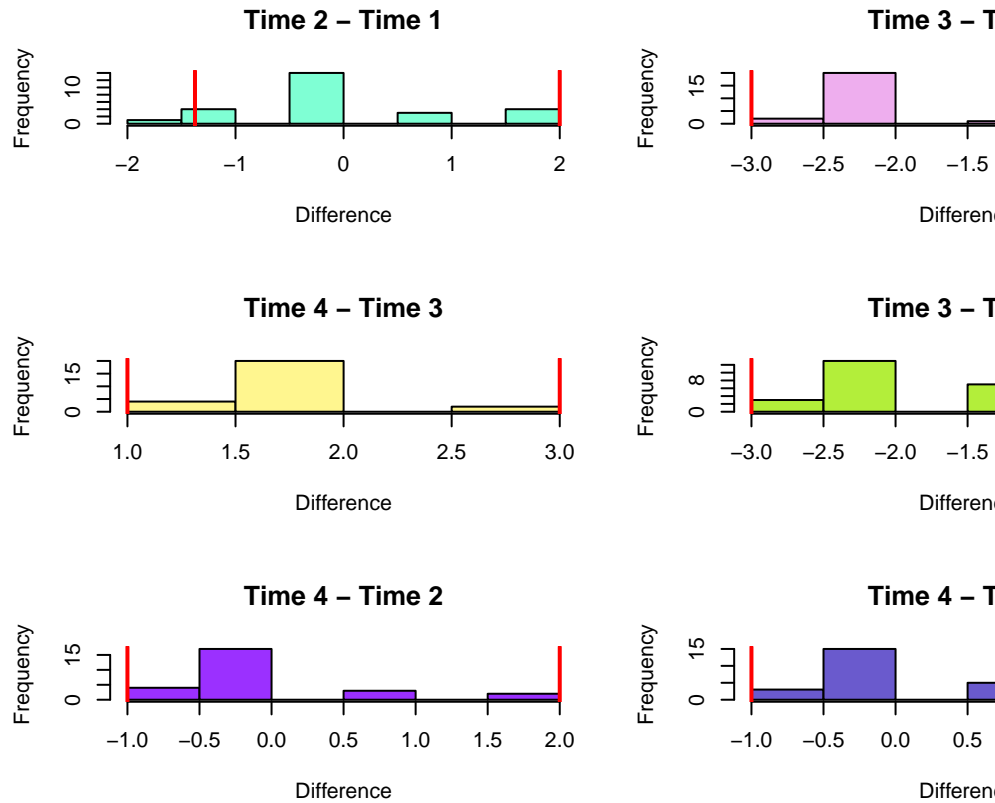 Time 2 – Time 1
Frequency
0
10
−2
−1
0
1
2
Difference
Time 3 – T
Frequency
0
15
−3.0
−2.5
−2.0
−1.5
Differenc
Time 4 – Time 3
Frequency
0
15
1.0
1.5
2.0
2.5
3.0
Difference
Time 3 – T
Frequency
0
8
−3.0
−2.5
−2.0
−1.5
Differenc
Time 4 – Time 2
Frequency
0
15
−1.0
−0.5
0.0
0.5
1.0
1.5
2.0
Difference
Time 4 – T
Frequency
0
15
−1.0
−0.5
0.0
0.5
Differenc